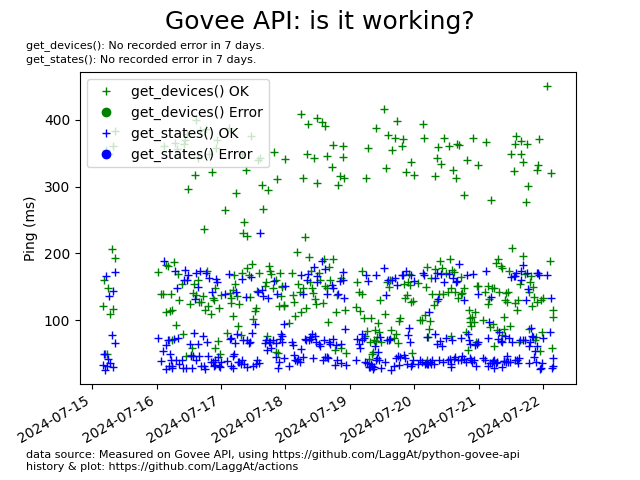 Govee API: is it working?
get_devices(): No recorded error in 7 days.
get_states(): No recorded error in 7 days.
get_devices() OK
get_devices() Error
get_states() OK
get_states() Error
Ping (ms)
400
300
200
100
2024-07-15
2024-07-16
2024-07-17
2024-07-18
2024-07-19
2024-07-20
2024-07-21
2024-07-22
data source: Measured on Govee API, using https://github.com/LaggAt/python-govee-api
history & plot: https://github.com/LaggAt/actions